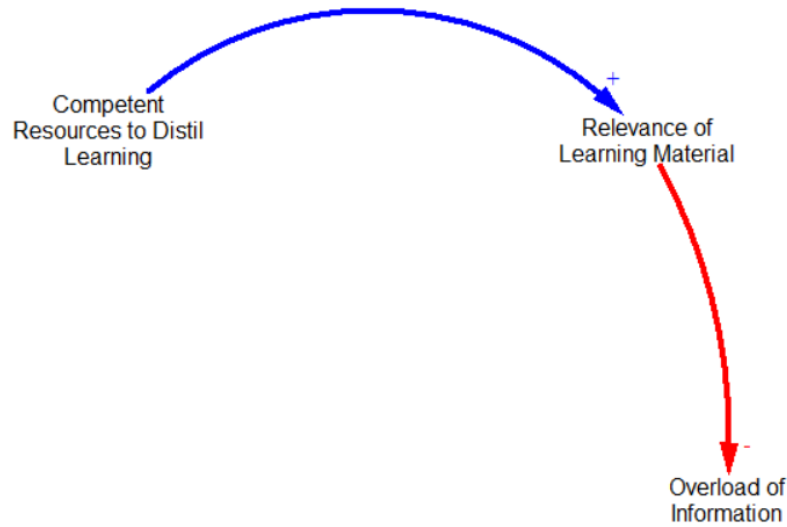 +
Competent
Resources to Distil
Learning
Relevance of
Learning Material
-
Overload of
Information